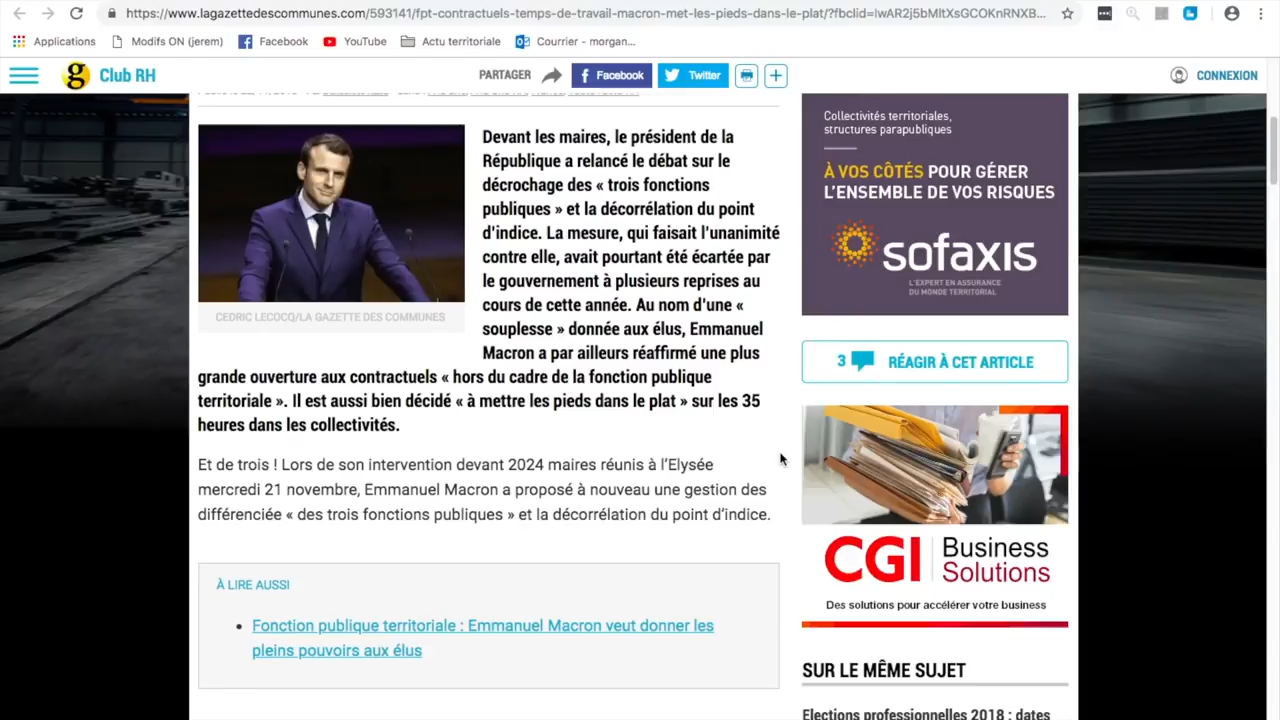 https://www.lagazettedescommunes.com/593141/fpt-contractuels-temps-de-travail-macron-met-les-pieds-dans-le-plat/?fbclid=IwAR2j5bMltXsGCOKnRNXB...
Applications
Modifs ON (jerem)
Facebook
YouTube
Actu territoriale
Courrier - morgan...
g Club RH
PARTAGER
Facebook
Twitter
CONNEXION
Devant les maires, le président de la
République a relancé le débat sur le
décrochage des « trois fonctions
publiques » et la décorrélation du point
d'indice. La mesure, qui faisait l'unanimité
contre elle, avait pourtant été écartée par
le gouvernement à plusieurs reprises au
cours de cette année. Au nom d'une «
souplesse » donnée aux élus, Emmanuel
Macron a par ailleurs réaffirmé une plus
grande ouverture aux contractuels « hors du cadre de la fonction publique
territoriale ». Il est aussi bien décidé « à mettre les pieds dans le plat » sur les 35
heures dans les collectivités.
CEDRIC LECOCQ/LA GAZETTE DES COMMUNES
Et de trois ! Lors de son intervention devant 2024 maires réunis à l'Elysée
mercredi 21 novembre, Emmanuel Macron a proposé à nouveau une gestion des
différenciée « des trois fonctions publiques » et la décorrélation du point d'indice.
À LIRE AUSSI
• Fonction publique territoriale : Emmanuel Macron veut donner les
pleins pouvoirs aux élus
Collectivités territoriales,
structures parapubliques
À VOS CÔTÉS POUR GÉRER
L'ENSEMBLE DE VOS RISQUES
sofaxis
L'EXPERT EN ASSURANCE
DU MONDE TERRITORIAL
3 RÉAGIR À CET ARTICLE
CGI Business
Solutions
Des solutions pour accélérer votre business
SUR LE MÊME SUJET
Elections professionnelles 2018 : dates